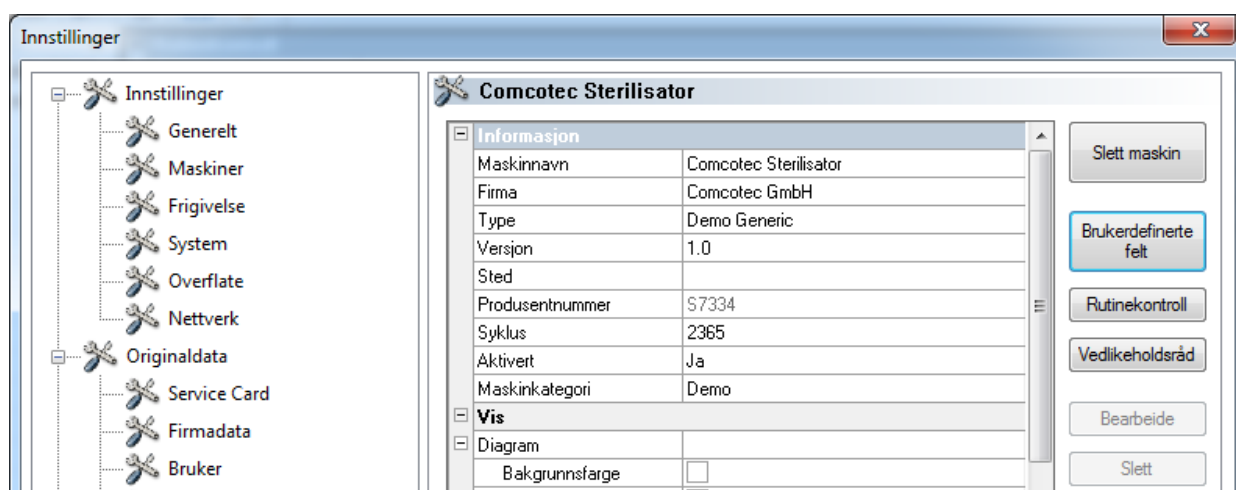 Innstillinger
Innstillinger
Generelt
Maskiner
Frigivelse
System
Overflate
Nettverk
Originaldata
Service Card
Firmadata
Bruker
Comcotec Sterilisator
Informasjon
Maskinnavn Comcotec Sterilisator
Firma Comcotec GmbH
Type Demo Generic
Versjon 1.0
Sted
Produsentnummer S7334
Syklus 2365
Aktivert Ja
Maskinkategori Demo
Vis
Diagram
Bakgrunnsfarge
Slett maskin
Brukerdefinerte
felt
Rutinekontroll
Vedlikeholdsråd
Bearbeide
Slett